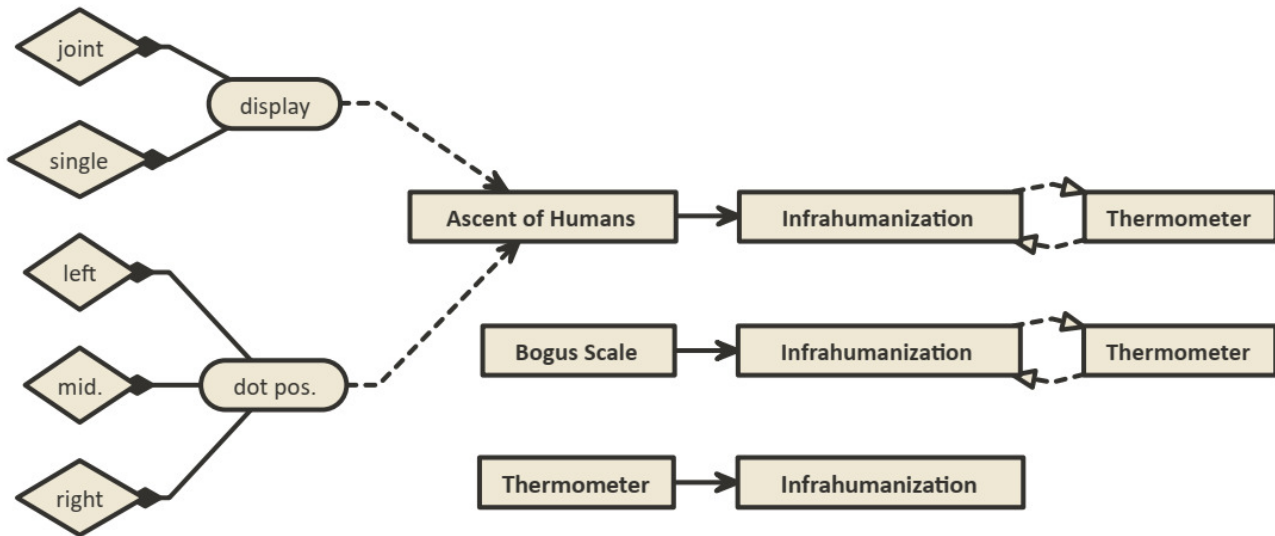 joint
display
single
Ascent of Humans
Infrahumanization
Thermometer
left
Bogus Scale
Infrahumanization
Thermometer
mid.
dot pos.
Thermometer
Infrahumanization
right